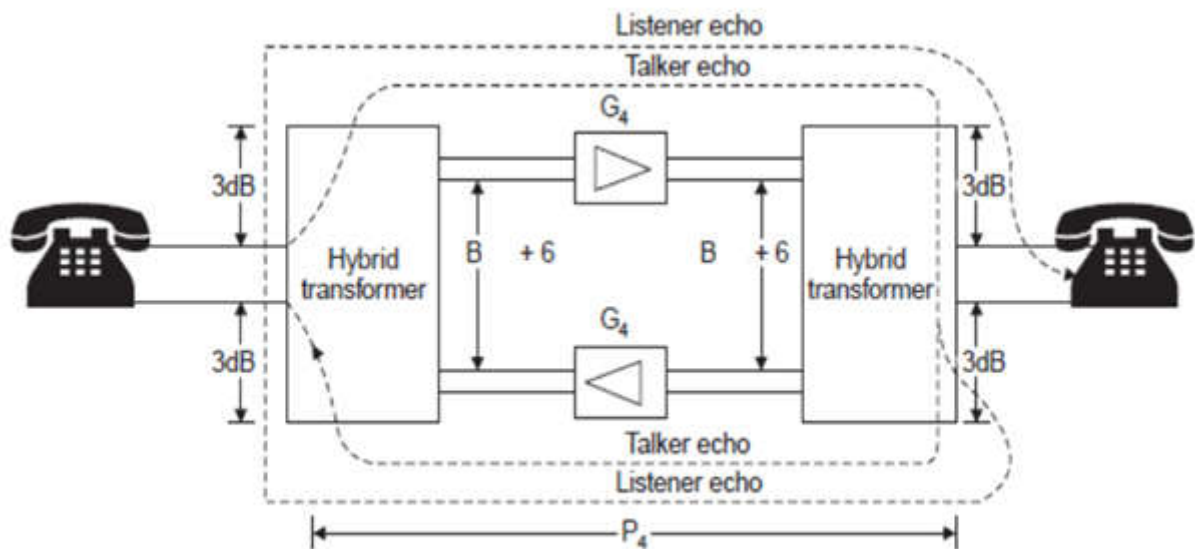 Listener echo
Talker echo
G₄
3dB
3dB
Hybrid
transformer
B + 6
B + 6
Hybrid
transformer
G₄
3dB
3dB
Talker echo
Listener echo
P₄